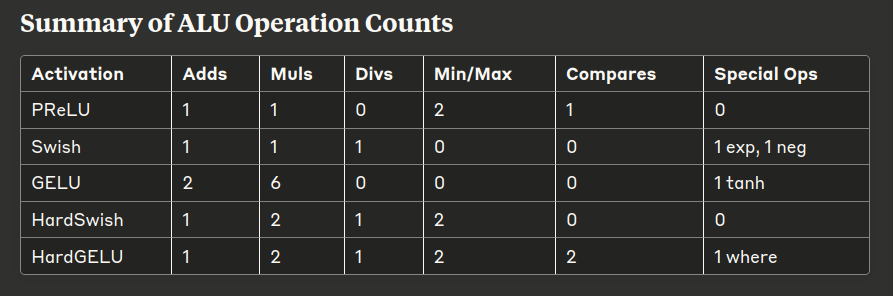 Summary of ALU Operation Counts
Activation Adds Muls Divs Min/Max Compares Special Ops
PReLU 1 1 0 2 1 0
Swish 1 1 1 0 0 1 exp, 1 neg
GELU 2 6 0 0 0 1 tanh
HardSwish 1 2 1 2 0 0
HardGELU 1 2 1 2 2 1 where